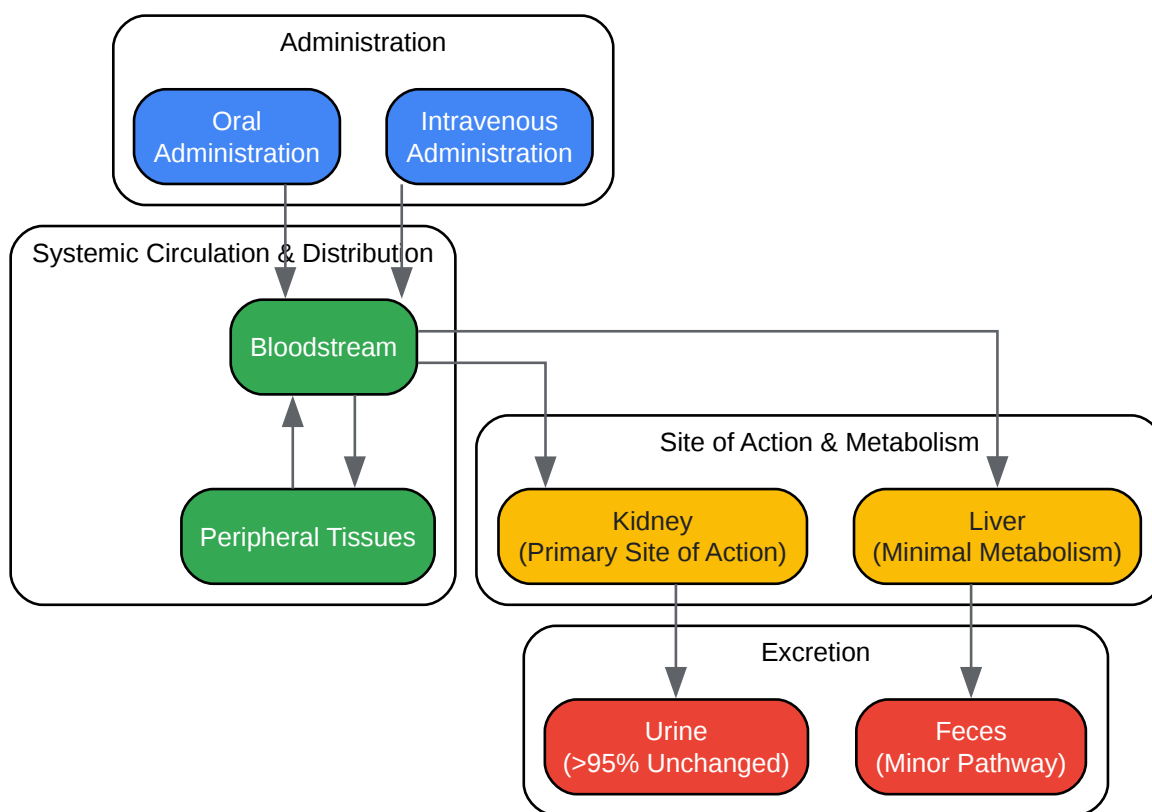 Administration
Oral
Administration
Intravenous
Administration
Systemic Circulation & Distribution
Bloodstream
Peripheral Tissues
Site of Action & Metabolism
Kidney
(Primary Site of Action)
Liver
(Minimal Metabolism)
Excretion
Urine
(>95% Unchanged)
Feces
(Minor Pathway)